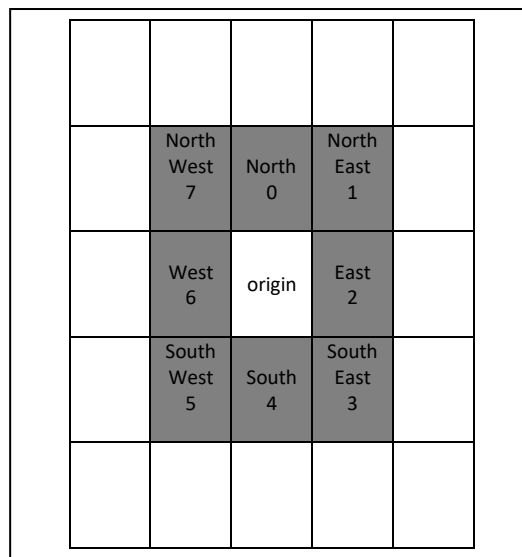 North West 7
North 0
North East 1
West 6
origin
East 2
South West 5
South 4
South East 3